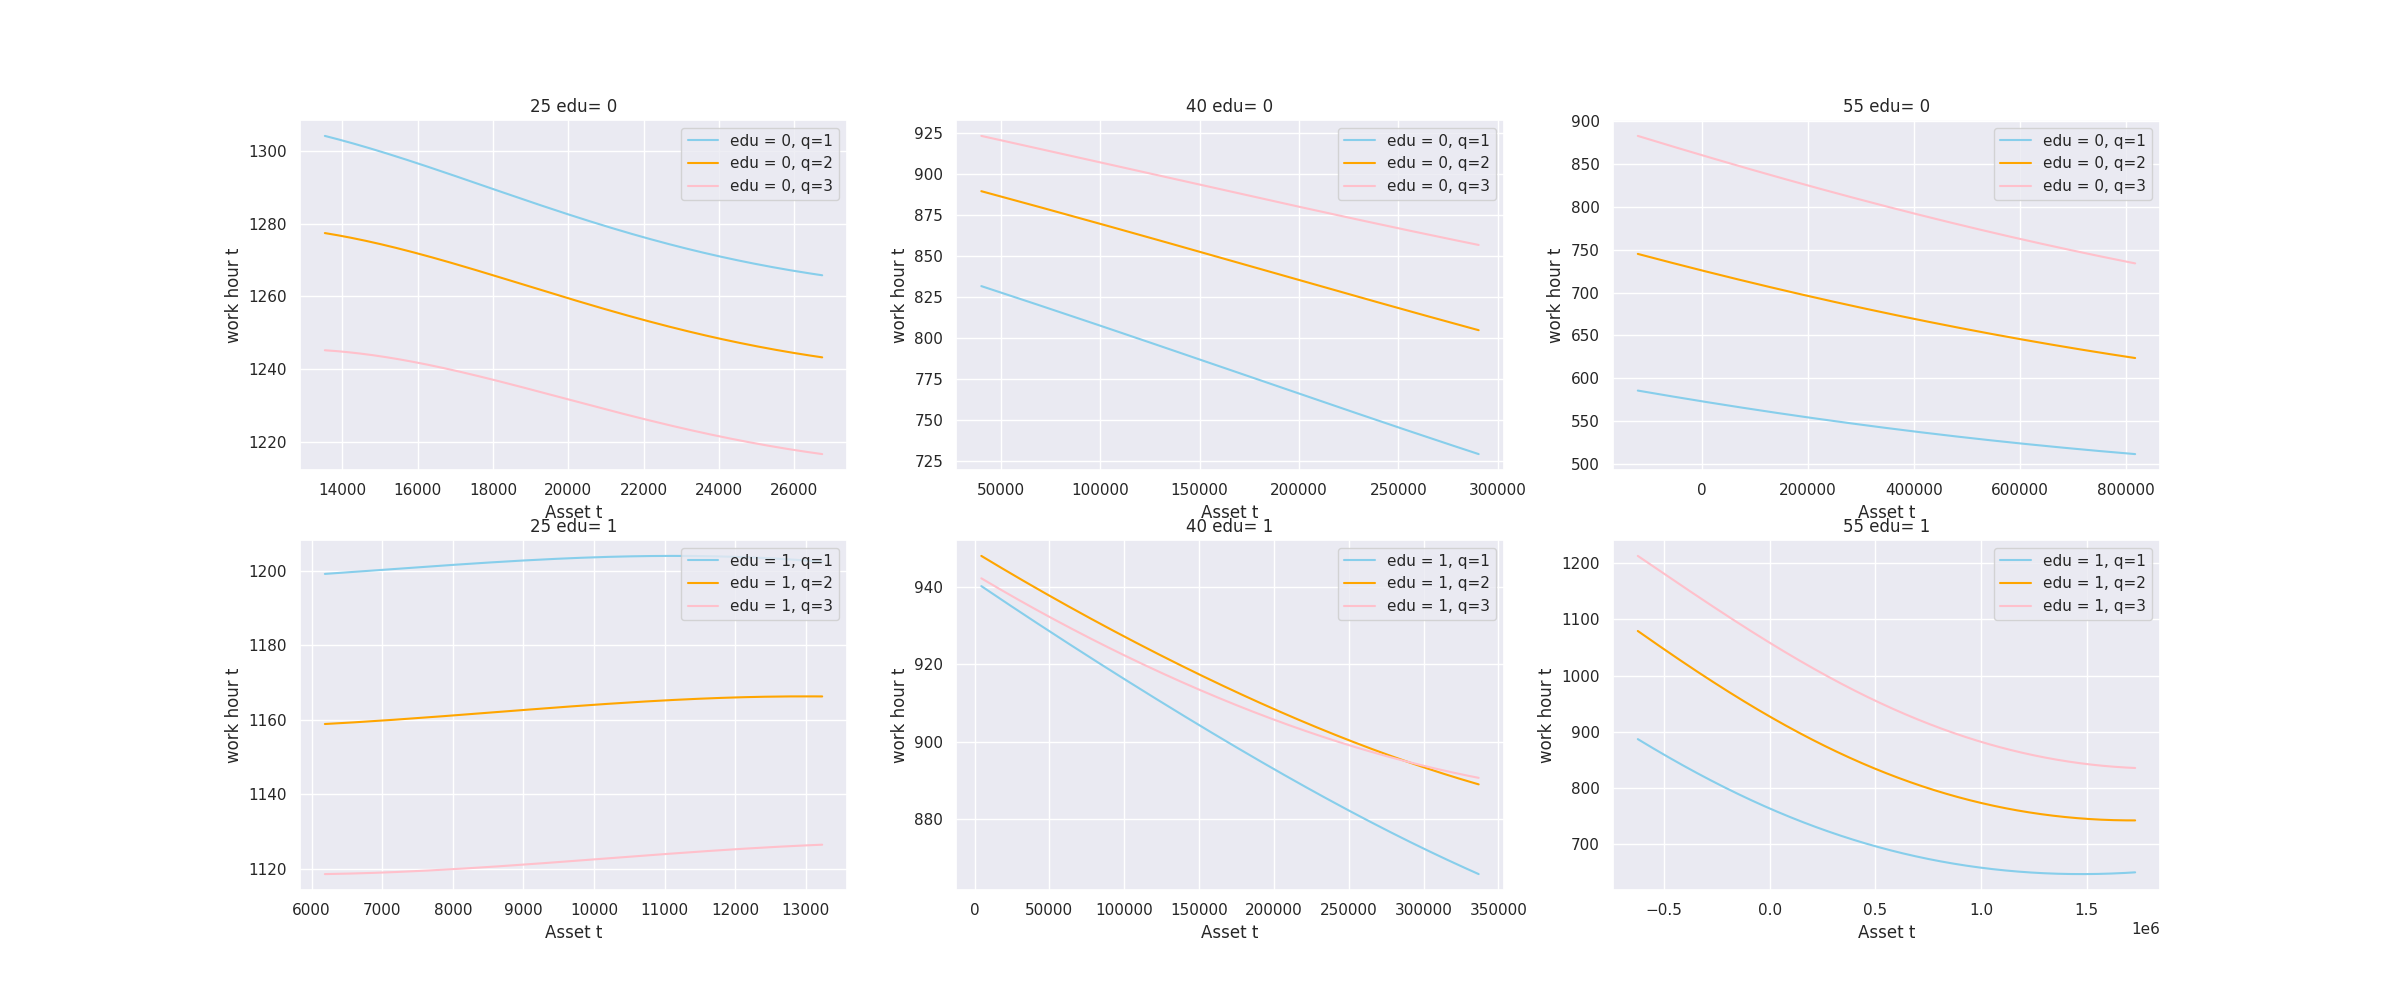 25 edu= 0
1300
1280
1260
1240
1220
work hour t
edu = 0, q=1
edu = 0, q=2
edu = 0, q=3
14000 16000 18000 20000 22000 24000 26000
Asset t
40 edu= 0
925
900
875
850
825
800
775
750
725
work hour t
edu = 0, q=1
edu = 0, q=2
edu = 0, q=3
50000 100000 150000 200000 250000 300000
Asset t
55 edu= 0
900
850
800
750
700
650
600
550
500
work hour t
edu = 0, q=1
edu = 0, q=2
edu = 0, q=3
0 200000 400000 600000 800000
Asset t
25 edu= 1
1200
1180
1160
1140
1120
work hour t
edu = 1, q=1
edu = 1, q=2
edu = 1, q=3
6000 7000 8000 9000 10000 11000 12000 13000
Asset t
40 edu= 1
940
920
900
880
work hour t
edu = 1, q=1
edu = 1, q=2
edu = 1, q=3
0 50000 100000 150000 200000 250000 300000 350000
Asset t
55 edu= 1
1200
1100
1000
900
800
700
work hour t
edu = 1, q=1
edu = 1, q=2
edu = 1, q=3
−0.5 0.0 0.5 1.0 1.5
1e6
Asset t